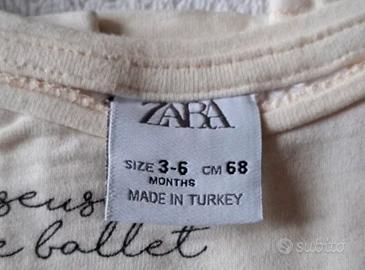 ZARA
SIZE 3-6 CM 68
MONTHS
MADE IN TURKEY
ballet
subito